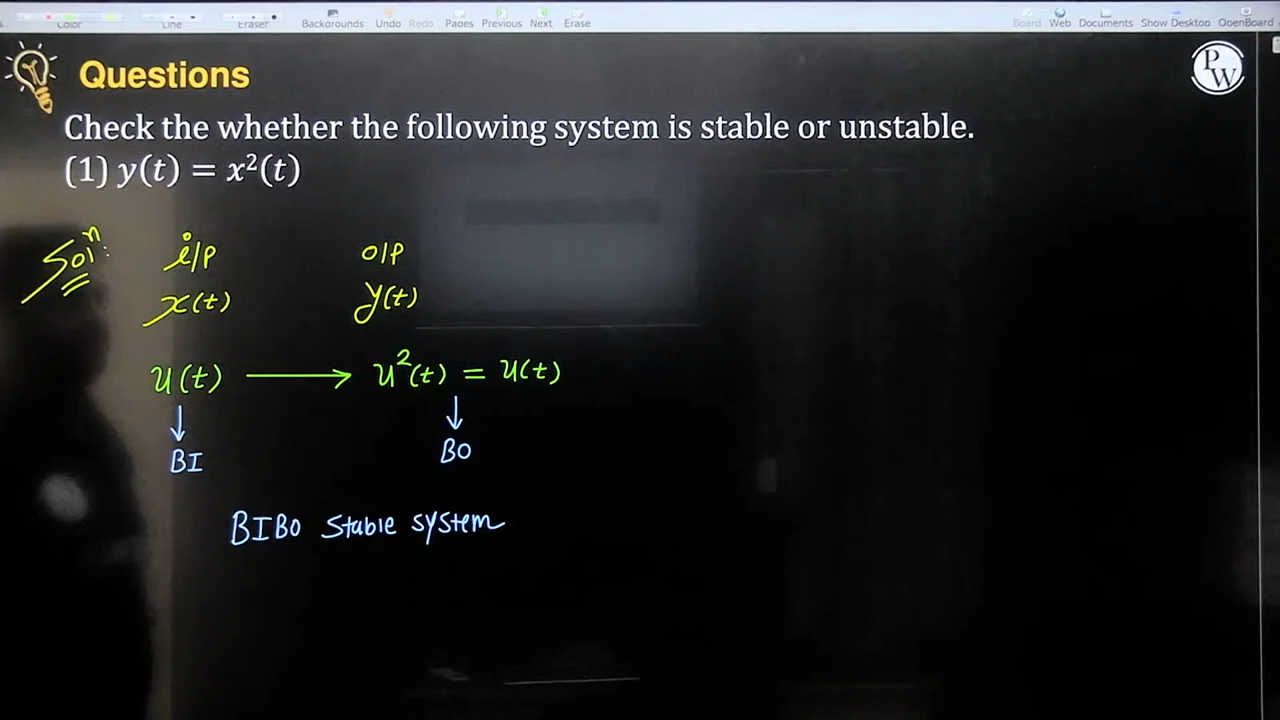 Color Line Eraser Backgrounds Undo Redo Pages Previous Next Erase Board Web Documents Show Desktop OpenBoard
Questions
PW
Check the whether the following system is stable or unstable.
(1) y(t) = x²(t)
Solⁿ: i/p o/p
x(t) y(t)
u(t) ⟶ u²(t) = u(t)
↓ ↓
BI BO
BIBO Stable system